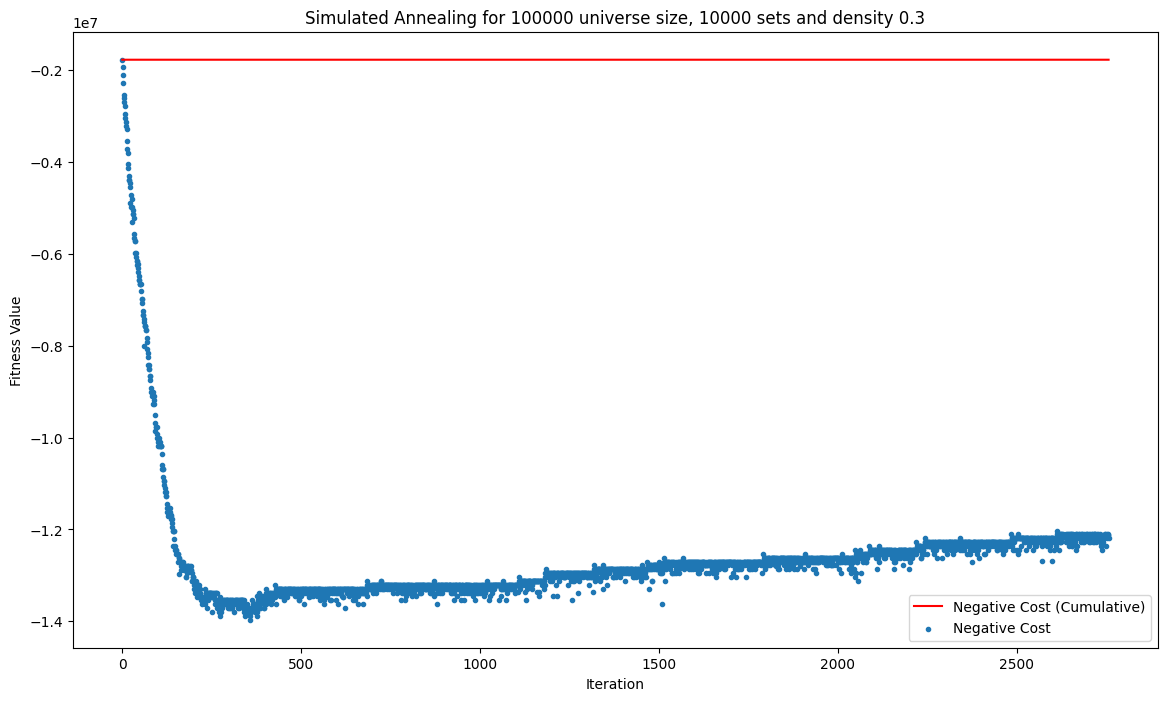 Simulated Annealing for 100000 universe size, 10000 sets and density 0.3
1e7
−0.2
−0.4
−0.6
−0.8
−1.0
−1.2
−1.4
Fitness Value
0
500
1000
1500
2000
2500
Iteration
Negative Cost (Cumulative)
Negative Cost